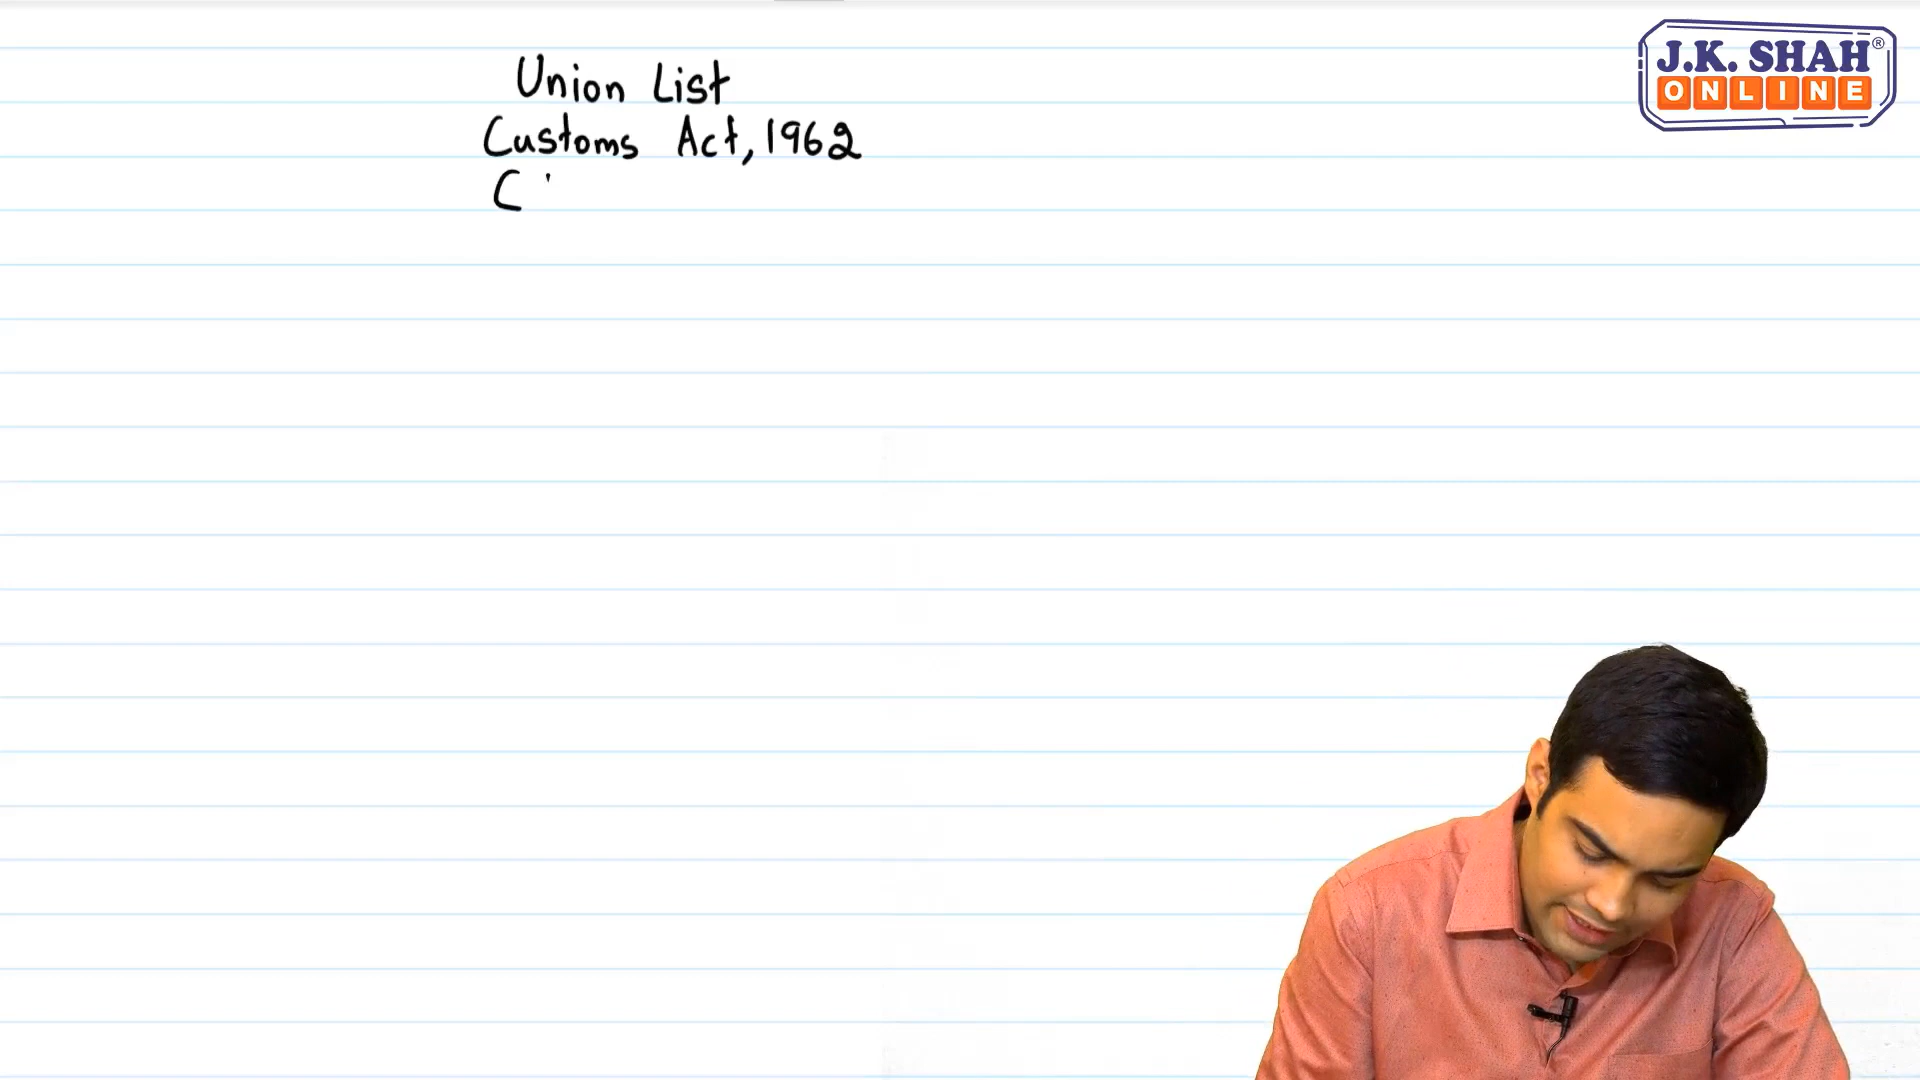 Union List
Customs Act, 1962
C
J.K. SHAH®
ONLINE